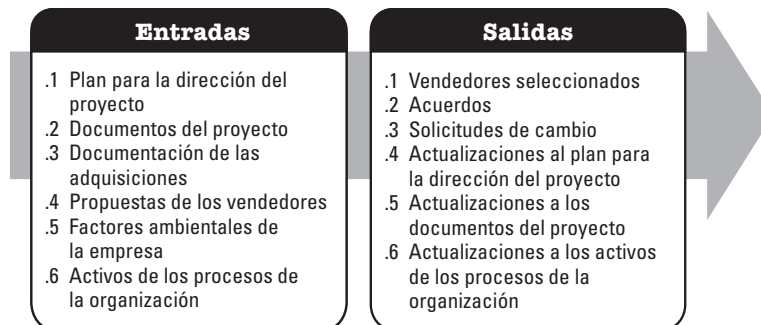 Entradas
.1 Plan para la dirección del
proyecto
.2 Documentos del proyecto
.3 Documentación de las
adquisiciones
.4 Propuestas de los vendedores
.5 Factores ambientales de
la empresa
.6 Activos de los procesos de
la organización
Salidas
.1 Vendedores seleccionados
.2 Acuerdos
.3 Solicitudes de cambio
.4 Actualizaciones al plan para
la dirección del proyecto
.5 Actualizaciones a los
documentos del proyecto
.6 Actualizaciones a los activos
de los procesos de la
organización